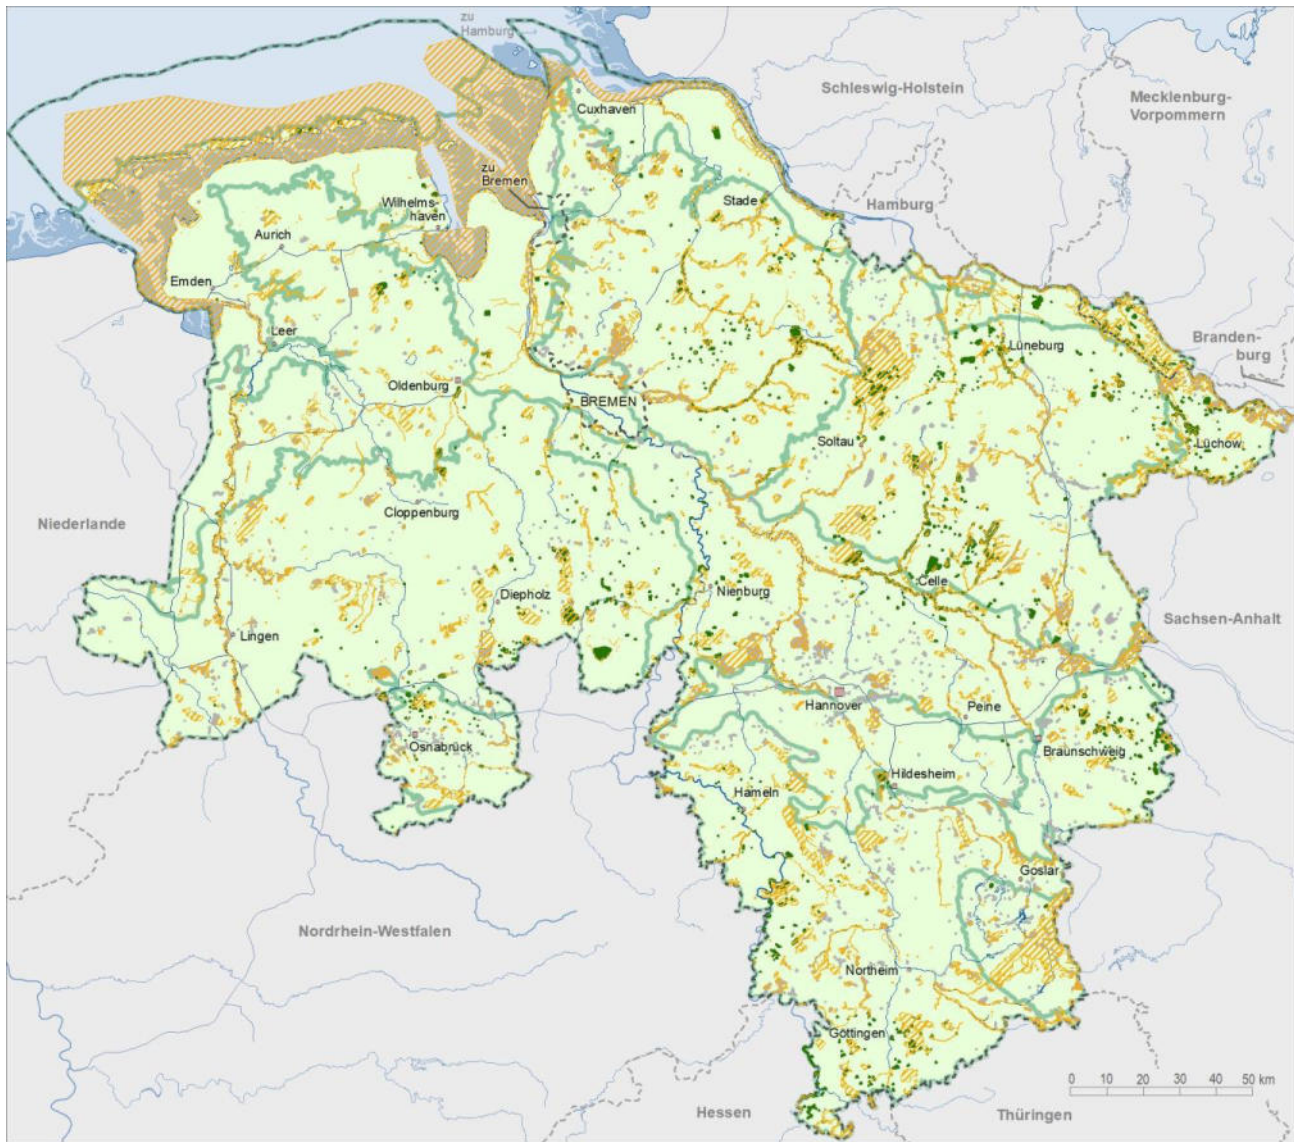 zu
Hamburg
Schleswig-Holstein
Mecklenburg-
Vorpommern
Cuxhaven
zu
Bremen
Wilhelms-
haven
Stade
Hamburg
Aurich
Emden
Leer
Lüneburg
Branden-
burg
Oldenburg
BREMEN
Soltau
Lüchow
Cloppenburg
Niederlande
Celle
Diepholz
Nienburg
Sachsen-Anhalt
Lingen
Hannover
Peine
Osnabrück
Braunschweig
Hildesheim
Hameln
Goslar
Nordrhein-Westfalen
Northeim
Göttingen
0 10 20 30 40 50 km
Hessen
Thüringen